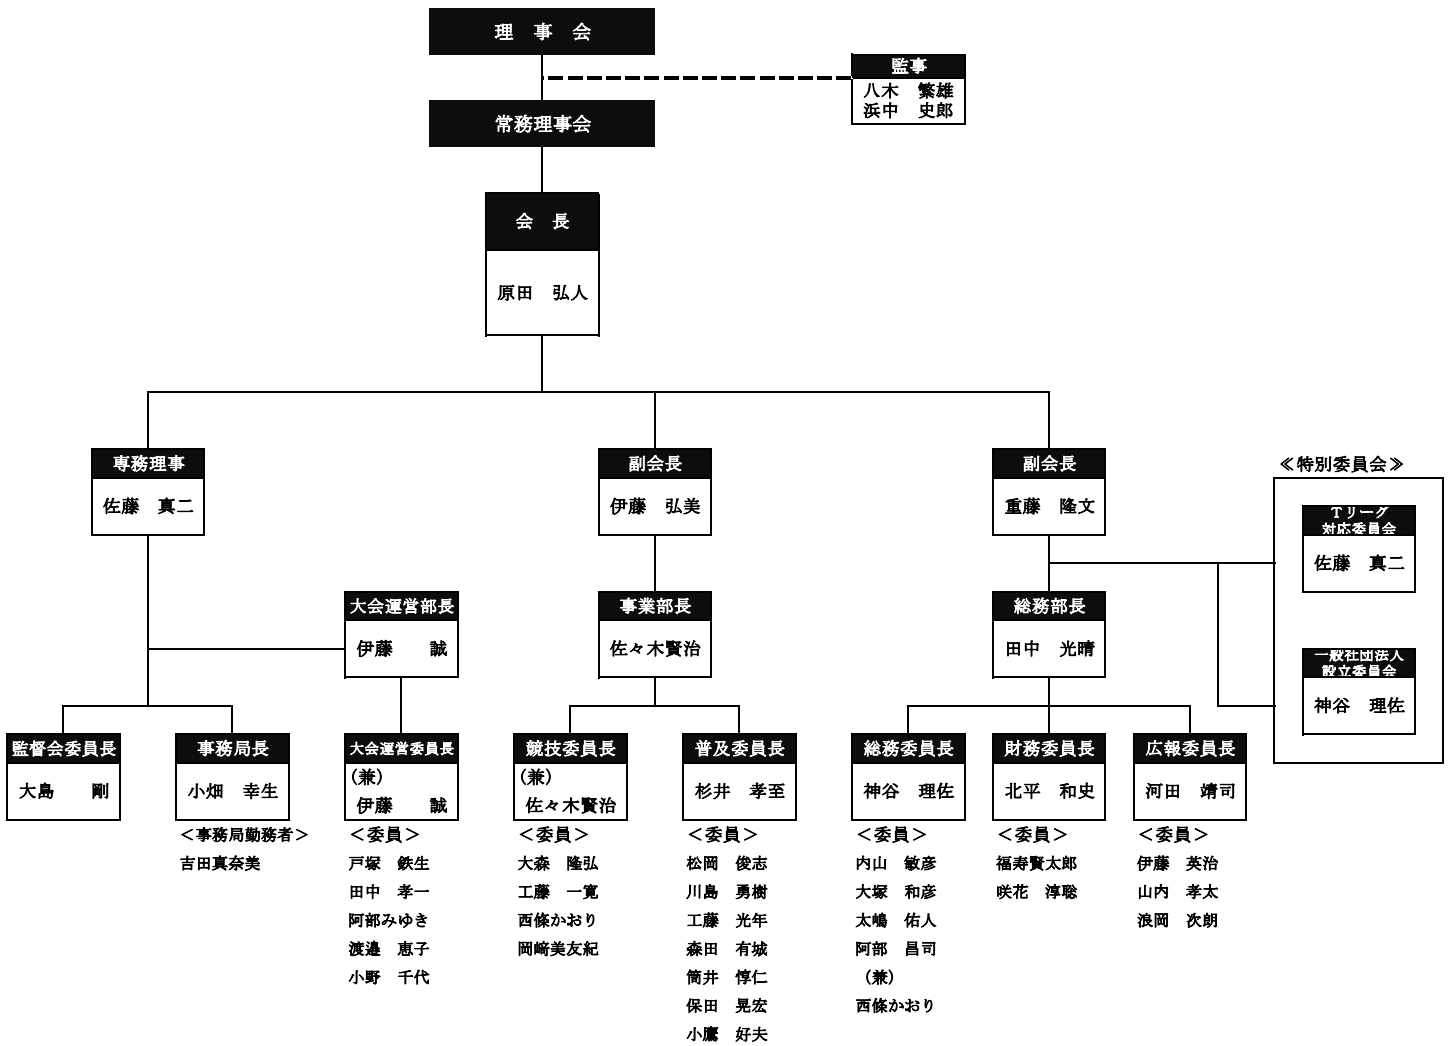 理　事　会
監事
八木　繁雄
浜中　史郎
常務理事会
会　長
原田　弘人
専務理事
佐藤　真二
副会長
伊藤　弘美
副会長
重藤　隆文
≪特別委員会≫
Ｔリーグ
対応委員会
佐藤　真二
一般社団法人
設立委員会
神谷　理佐
大会運営部長
伊藤　　誠
事業部長
佐々木賢治
総務部長
田中　光晴
監督会委員長
大島　　剛
事務局長
小畑　幸生
＜事務局勤務者＞
吉田真奈美
大会運営委員長
(兼)
伊藤　　誠
＜委員＞
戸塚　鉄生
田中　孝一
阿部みゆき
渡邉　恵子
小野　千代
競技委員長
(兼)
佐々木賢治
＜委員＞
大森　隆弘
工藤　一寛
西條かおり
岡﨑美友紀
普及委員長
杉井　孝至
＜委員＞
松岡　俊志
川島　勇樹
工藤　光年
森田　有城
筒井　惇仁
保田　晃宏
小鷹　好夫
総務委員長
神谷　理佐
＜委員＞
内山　敏彦
大塚　和彦
太嶋　佑人
阿部　昌司
(兼)
西條かおり
財務委員長
北平　和史
＜委員＞
福寿賢太郎
咲花　淳聡
広報委員長
河田　靖司
＜委員＞
伊藤　英治
山内　孝太
浪岡　次朗